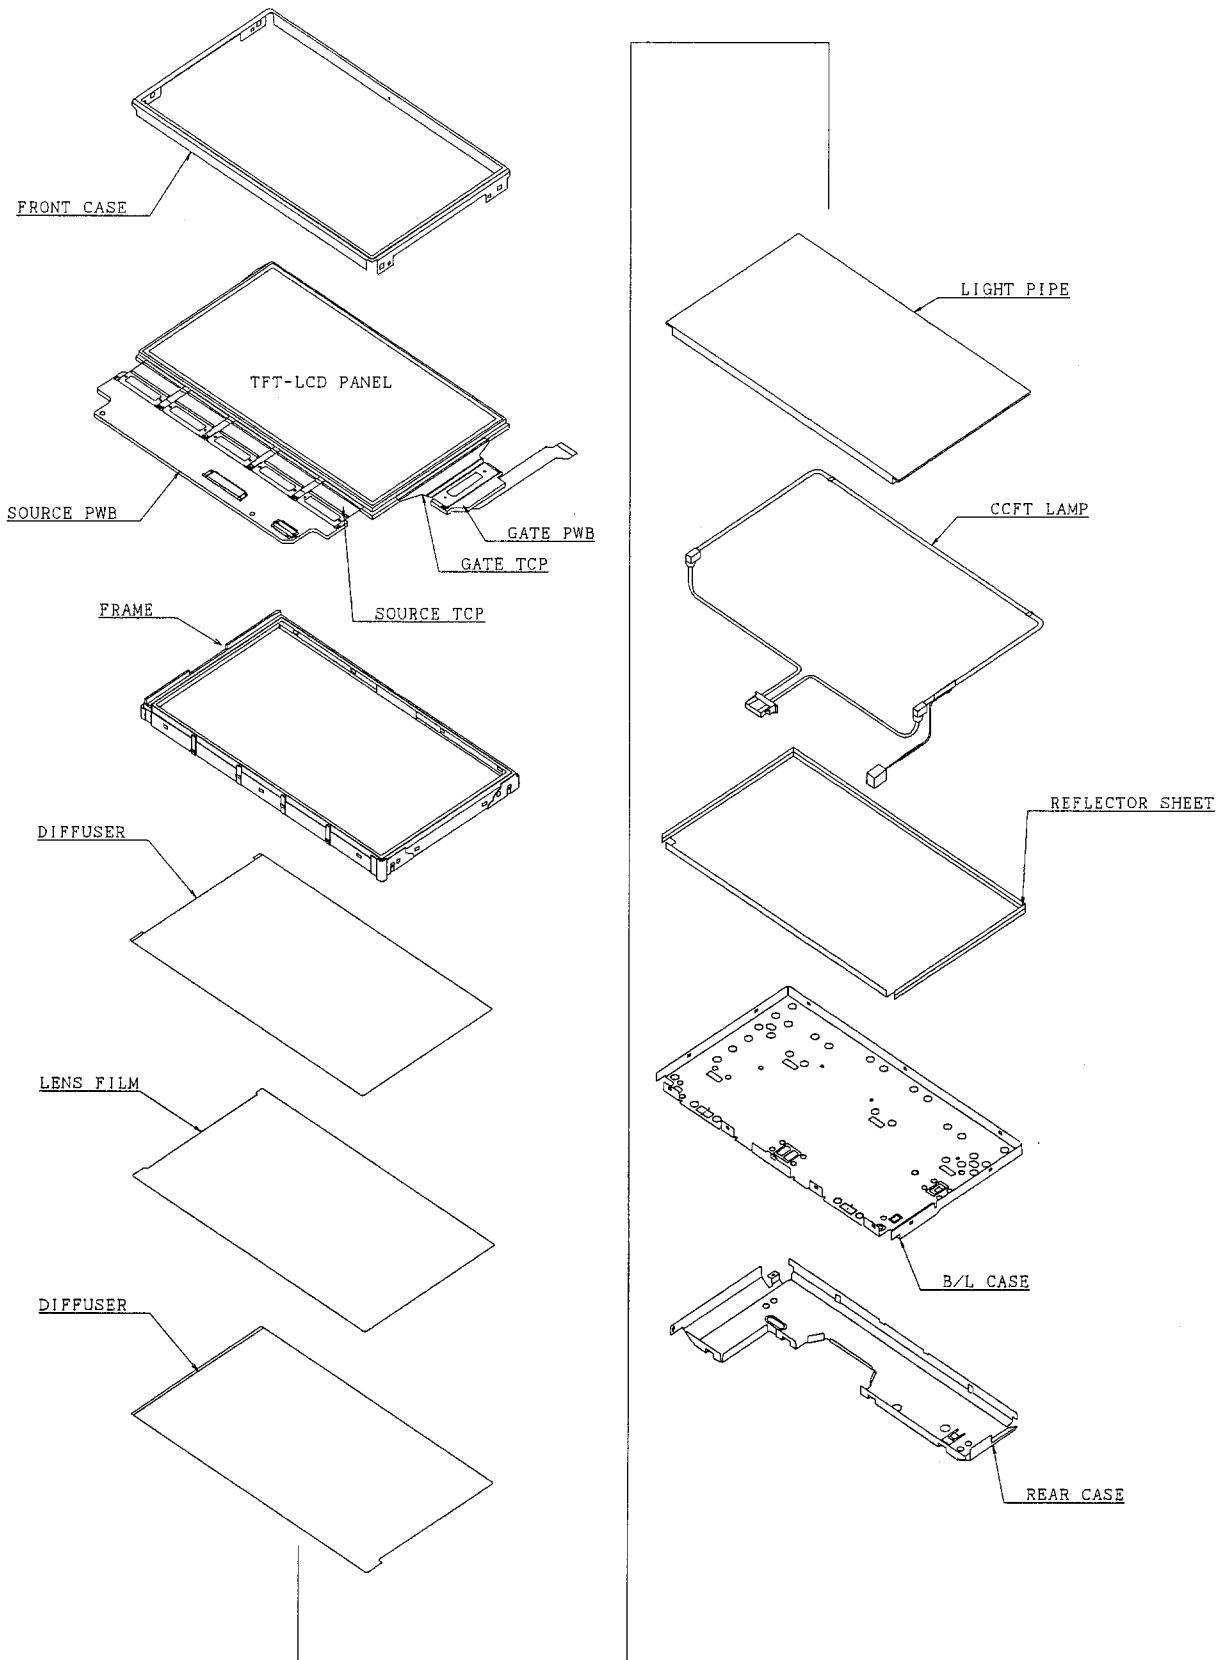 FRONT CASE
TFT-LCD PANEL
SOURCE PWB
GATE PWB
GATE TCP
SOURCE TCP
FRAME
DIFFUSER
LENS FILM
DIFFUSER
LIGHT PIPE
CCFT LAMP
REFLECTOR SHEET
B/L CASE
REAR CASE